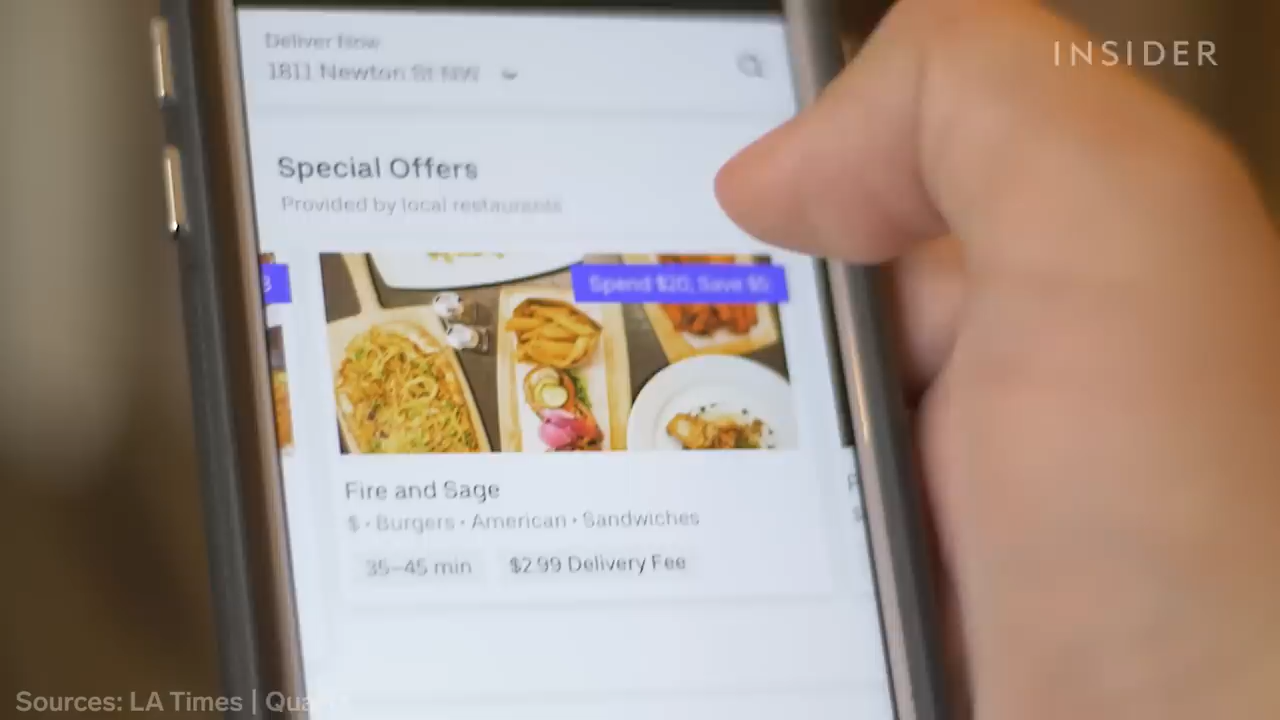 INSIDER
Deliver Now
1811 Newton St NW
Special Offers
Provided by local restaurants
Spend $20, Save $5
Fire and Sage
$ • Burgers • American • Sandwiches
35–45 min
$2.99 Delivery Fee
Sources: LA Times |